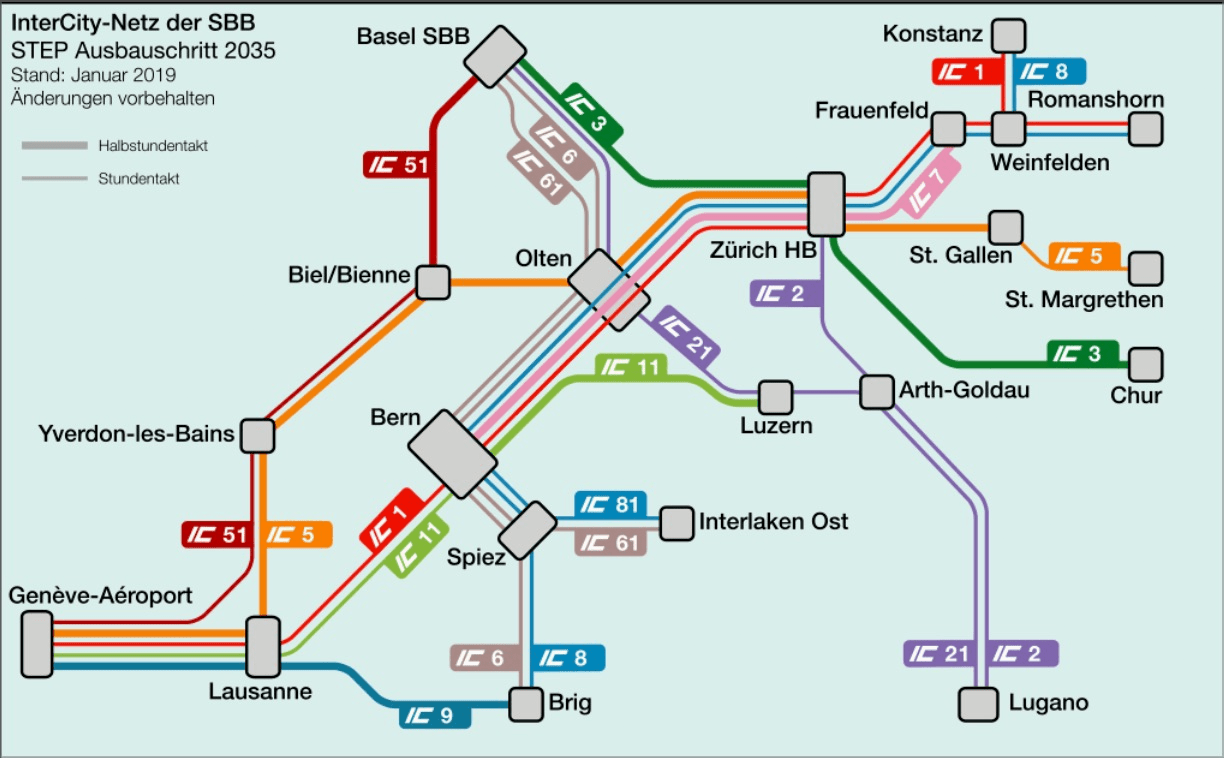 InterCity-Netz der SBB
STEP Ausbauschritt 2035
Stand: Januar 2019
Änderungen vorbehalten
Halbstundentakt
Stundentakt
Basel SBB
Konstanz
IC 1
IC 8
Romanshorn
Frauenfeld
Weinfelden
IC 3
IC 6
IC 61
IC 51
IC 7
Zürich HB
St. Gallen
IC 5
St. Margrethen
Olten
Biel/Bienne
IC 2
IC 21
IC 11
IC 3
Chur
Arth-Goldau
Luzern
Bern
Yverdon-les-Bains
IC 51
IC 5
IC 1
IC 11
IC 81
IC 61
Interlaken Ost
Spiez
Genève-Aéroport
Lausanne
IC 6
IC 8
IC 21
IC 2
Brig
IC 9
Lugano